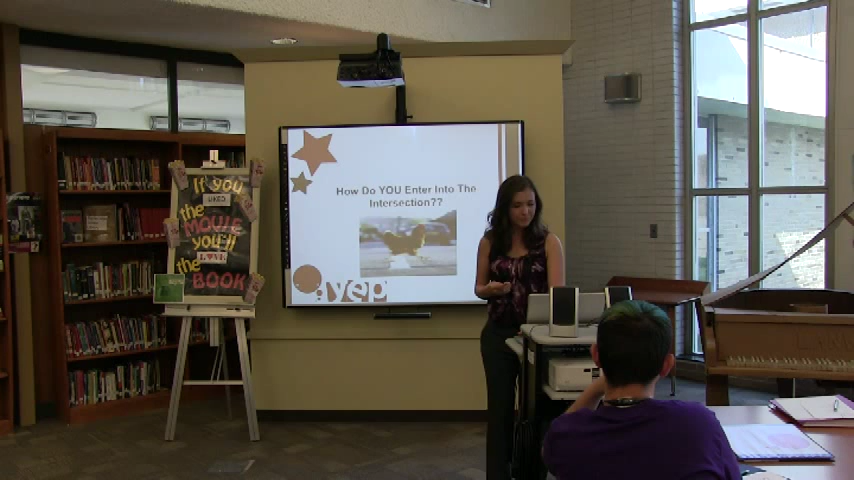 How Do YOU Enter Into The
Intersection??
yep
If you
LIKED
the
MOVIE
you'll
LOVE
the
BOOK